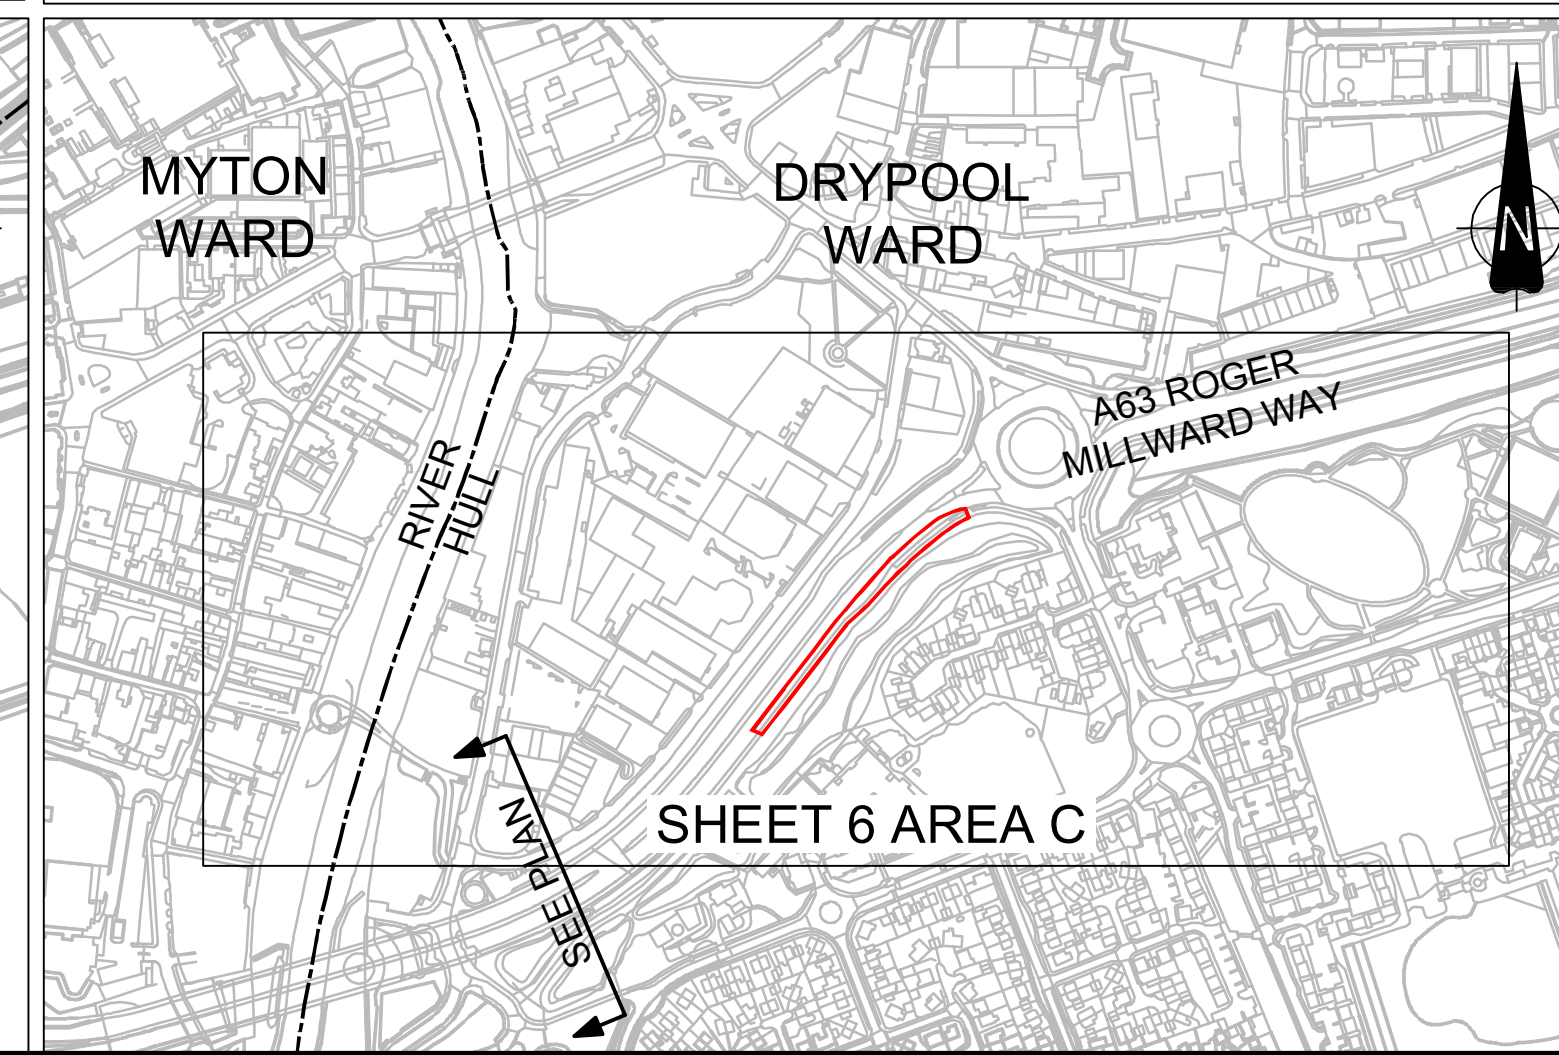 MYTON
WARD
DRYPOOL
WARD
N
A63 ROGER
MILLWARD WAY
RIVER
HULL
SHEET 6 AREA C
SEE PLAN